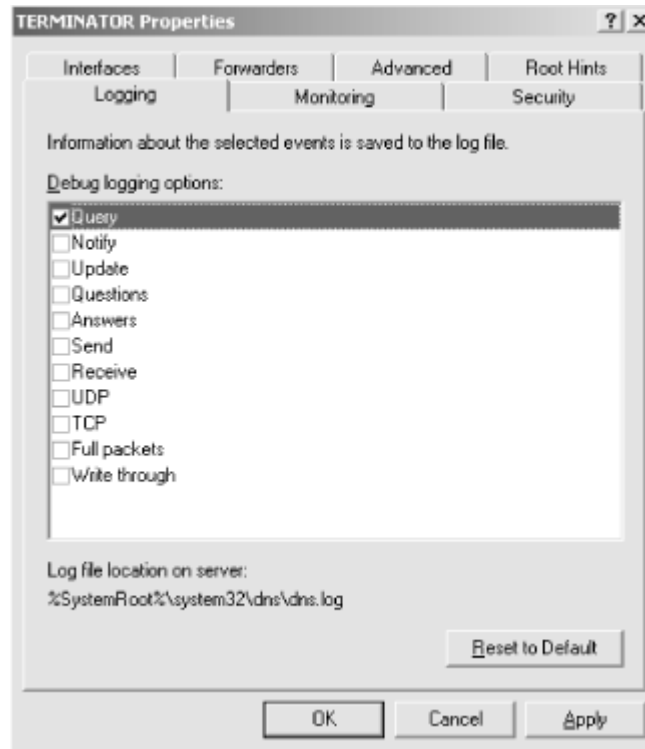 TERMINATOR Properties ? ×
Interfaces Forwarders Advanced Root Hints
Logging Monitoring Security
Information about the selected events is saved to the log file.
Debug logging options:
Query
Notify
Update
Questions
Answers
Send
Receive
UDP
TCP
Full packets
Write through
Log file location on server:
%SystemRoot%\system32\dns\dns.log
Reset to Default
OK Cancel Apply